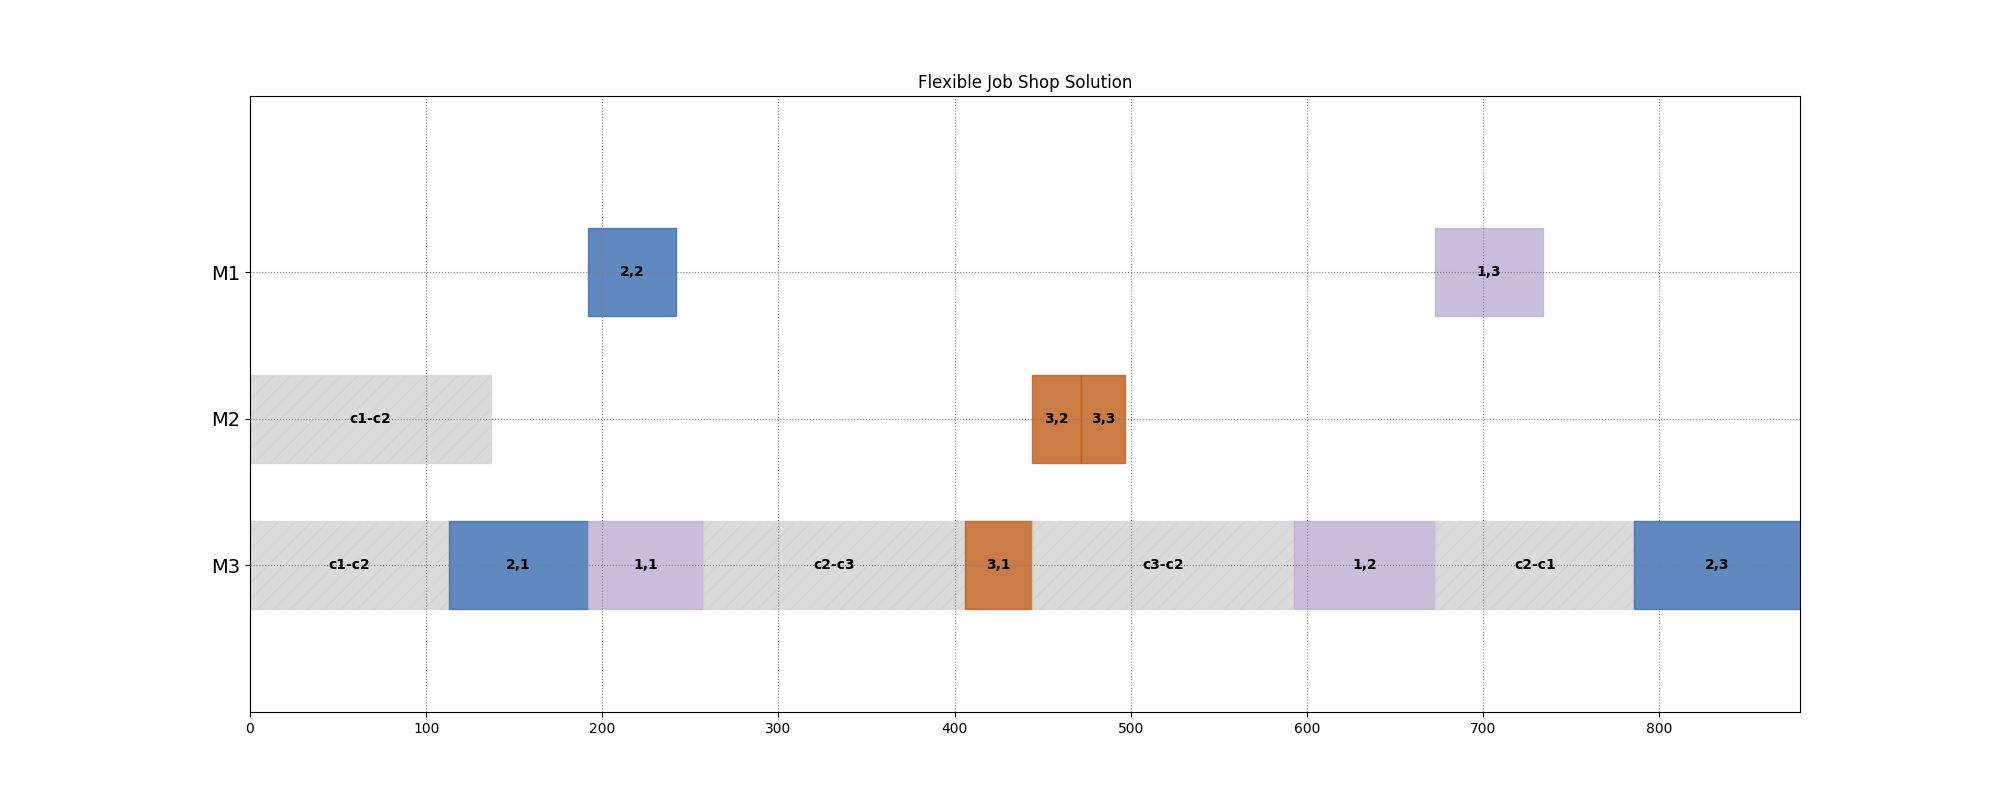 Flexible Job Shop Solution
M1
2,2
1,3
M2
c1-c2
3,2
3,3
M3
c1-c2
2,1
1,1
c2-c3
3,1
c3-c2
1,2
c2-c1
2,3
0 100 200 300 400 500 600 700 800